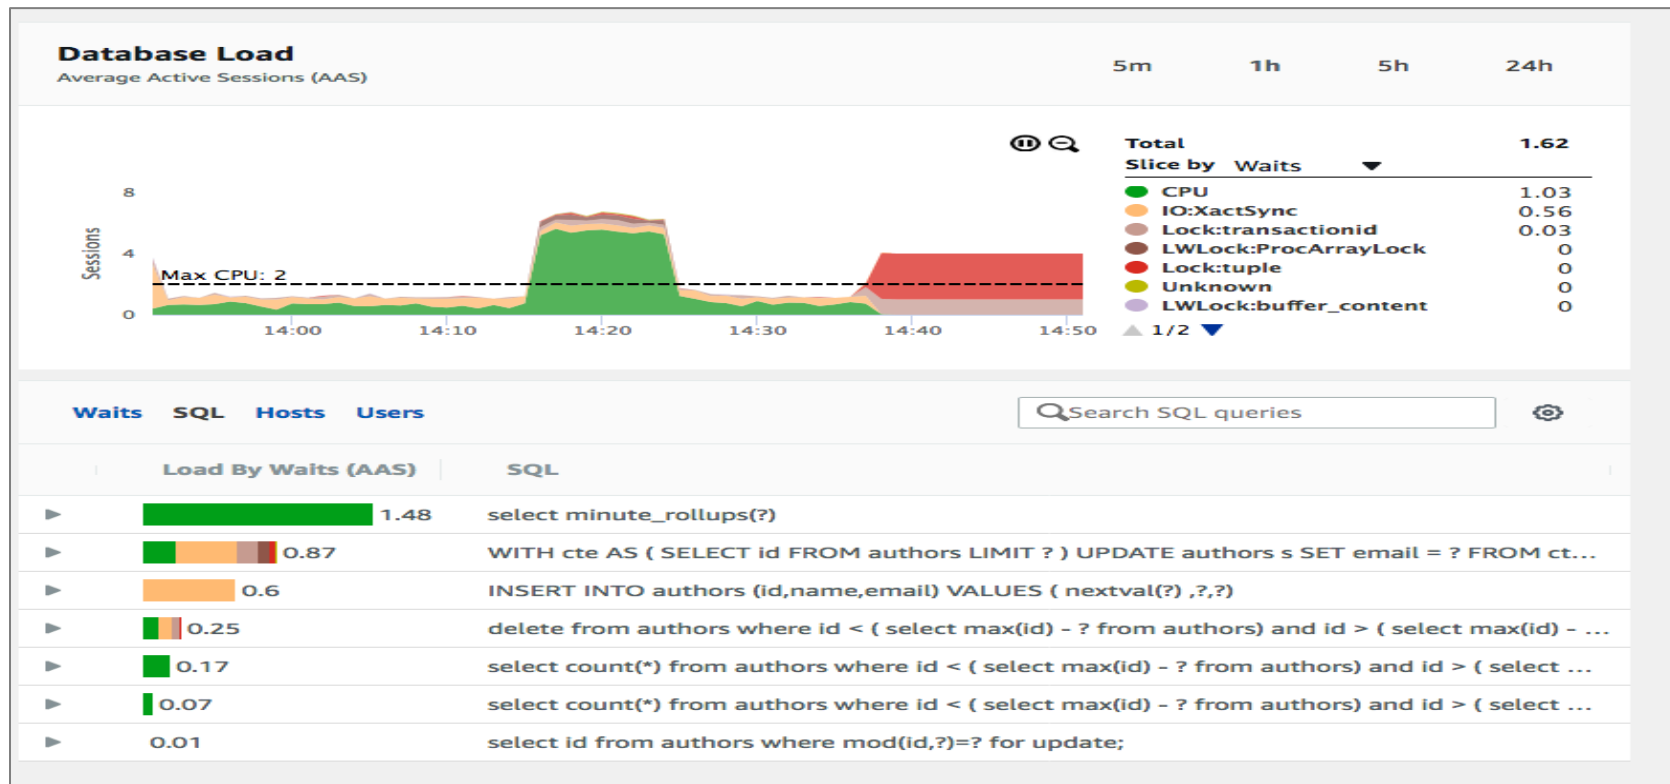 Database Load
Average Active Sessions (AAS)
5m 1h 5h 24h
Total 1.62
Slice by Waits
CPU 1.03
IO:XactSync 0.56
Lock:transactionid 0.03
LWLock:ProcArrayLock 0
Lock:tuple 0
Unknown 0
LWLock:buffer_content 0
1/2
Sessions
8
4
0
Max CPU: 2
14:00 14:10 14:20 14:30 14:40 14:50
Waits SQL Hosts Users
Search SQL queries
Load By Waits (AAS) SQL
1.48 select minute_rollups(?)
0.87 WITH cte AS ( SELECT id FROM authors LIMIT ? ) UPDATE authors s SET email = ? FROM ct...
0.6 INSERT INTO authors (id,name,email) VALUES ( nextval(?) ,?,?)
0.25 delete from authors where id < ( select max(id) - ? from authors) and id > ( select max(id) - ...
0.17 select count(*) from authors where id < ( select max(id) - ? from authors) and id > ( select ...
0.07 select count(*) from authors where id < ( select max(id) - ? from authors) and id > ( select ...
0.01 select id from authors where mod(id,?)=? for update;